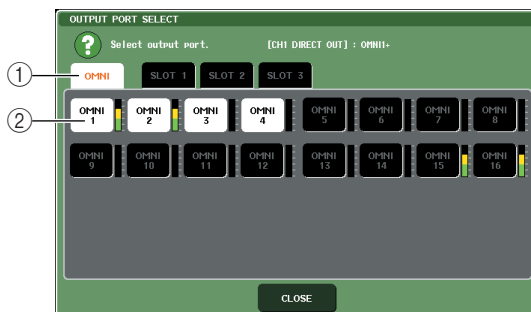 OUTPUT PORT SELECT
? Select output port. [CH1 DIRECT OUT] : OMNI1+
1 OMNI SLOT 1 SLOT 2 SLOT 3
2 OMNI 1 OMNI 2 OMNI 3 OMNI 4 OMNI 5 OMNI 6 OMNI 7 OMNI 8
OMNI 9 OMNI 10 OMNI 11 OMNI 12 OMNI 13 OMNI 14 OMNI 15 OMNI 16
CLOSE